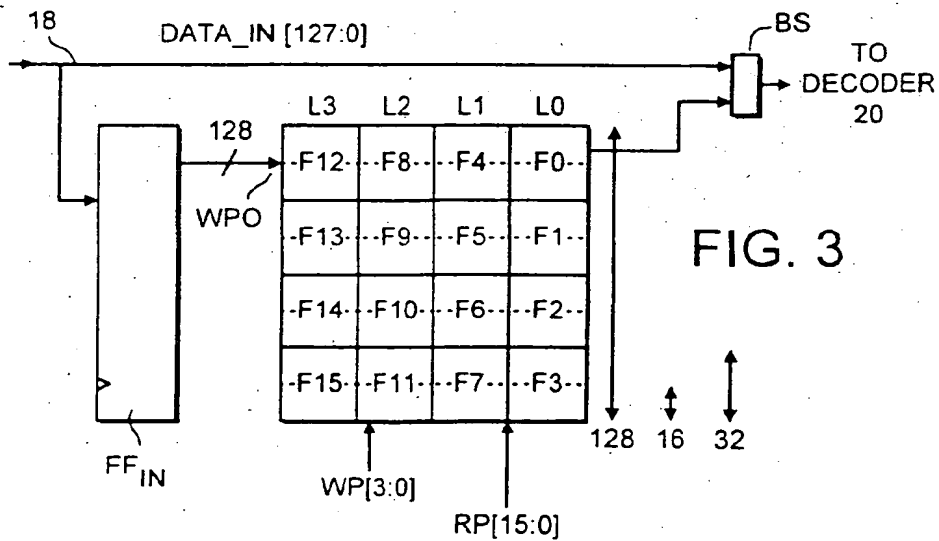 18
DATA_IN [127:0]
BS
TO
DECODER
20
L3 L2 L1 L0
128
WPO
F12 F8 F4 F0
F13 F9 F5 F1
F14 F10 F6 F2
F15 F11 F7 F3
FIG. 3
128 16 32
FFIN
WP[3:0]
RP[15:0]